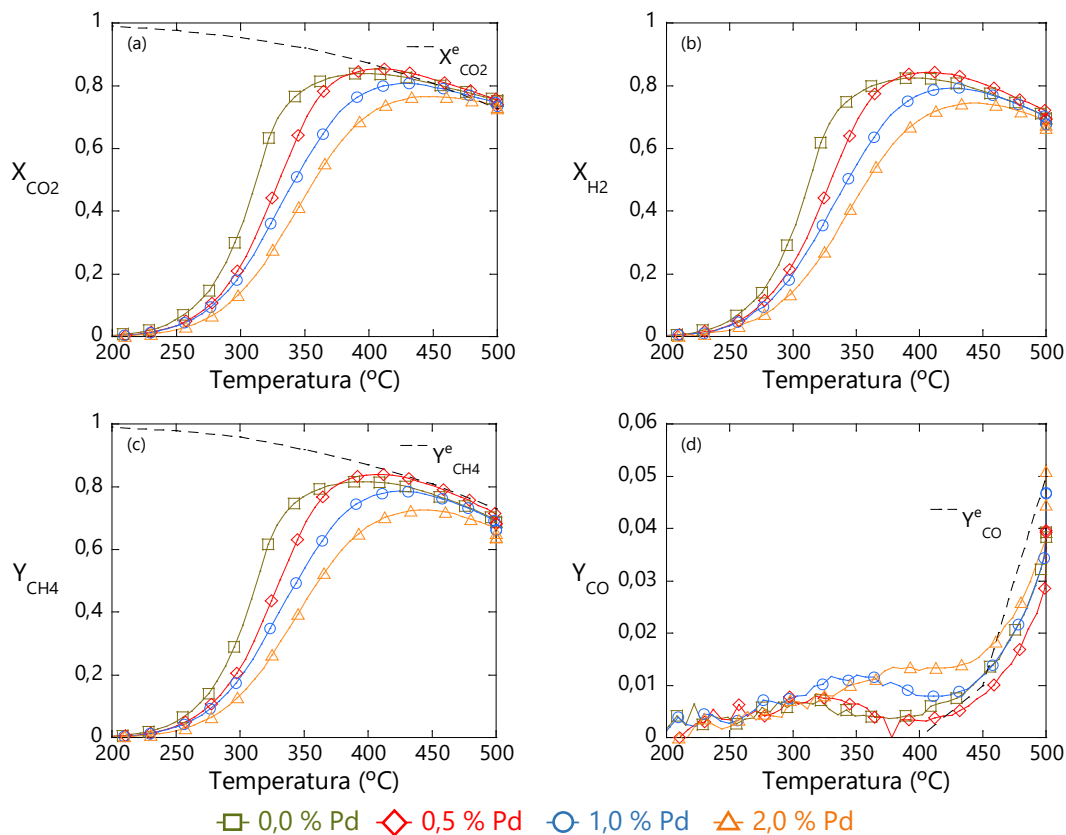 (a)
X^e_CO2
X_CO2
1
0,8
0,6
0,4
0,2
0
200 250 300 350 400 450 500
Temperatura (ºC)
(b)
X_H2
1
0,8
0,6
0,4
0,2
0
200 250 300 350 400 450 500
Temperatura (ºC)
(c)
Y^e_CH4
Y_CH4
1
0,8
0,6
0,4
0,2
0
200 250 300 350 400 450 500
Temperatura (ºC)
(d)
Y^e_CO
Y_CO
0,06
0,05
0,04
0,03
0,02
0,01
0
200 250 300 350 400 450 500
Temperatura (ºC)
0,0 % Pd 0,5 % Pd 1,0 % Pd 2,0 % Pd